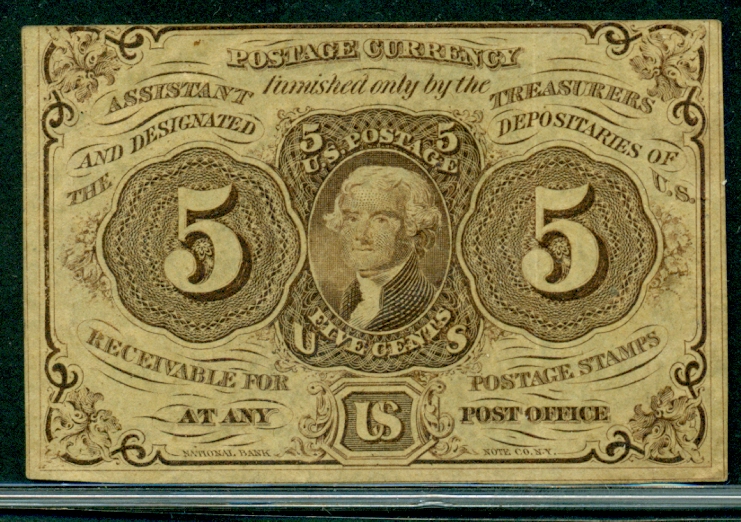 POSTAGE CURRENCY
furnished only by the
ASSISTANT TREASURERS
AND DESIGNATED DEPOSITARIES OF
THE U.S.
5 5
U.S. POSTAGE
5 5
FIVE CENTS
U S
RECEIVABLE FOR POSTAGE STAMPS
AT ANY US POST OFFICE
NATIONAL BANK NOTE CO. N.Y.